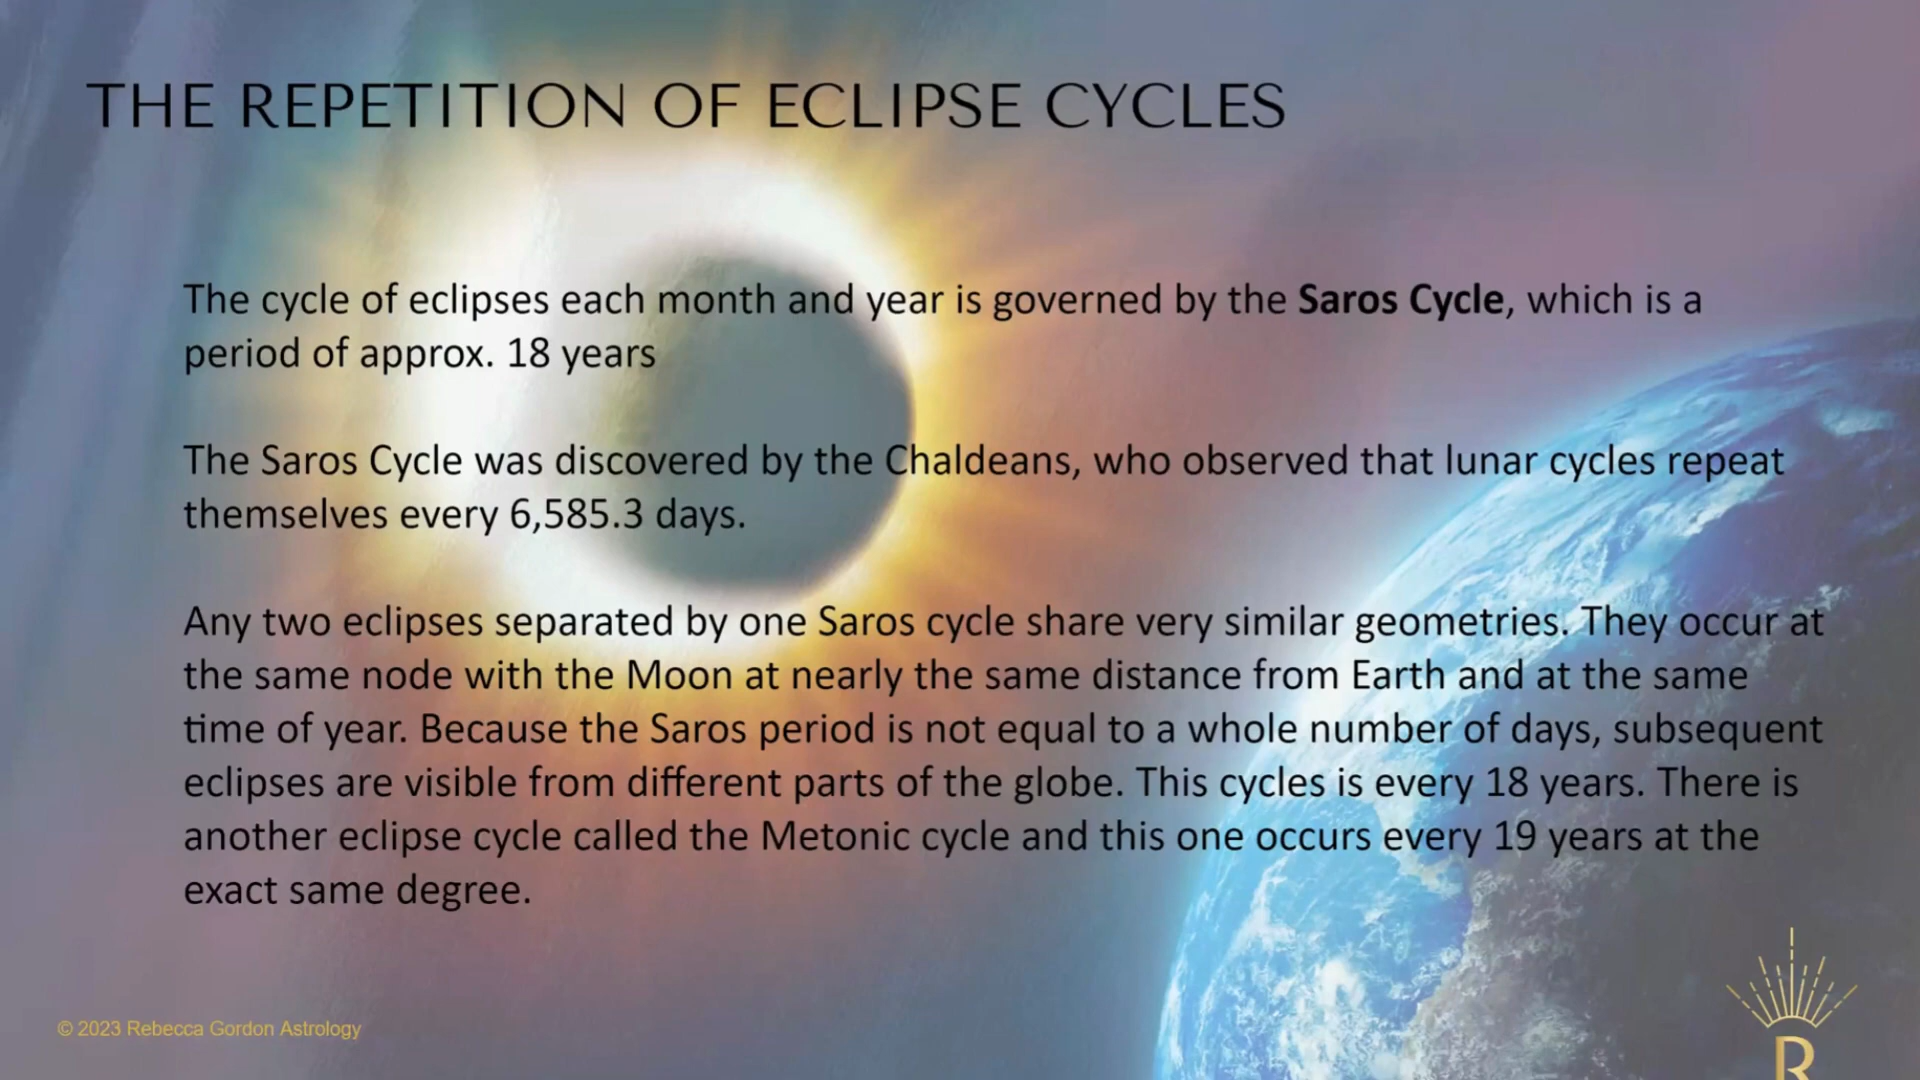 THE REPETITION OF ECLIPSE CYCLES
The cycle of eclipses each month and year is governed by the Saros Cycle, which is a
period of approx. 18 years
The Saros Cycle was discovered by the Chaldeans, who observed that lunar cycles repeat
themselves every 6,585.3 days.
Any two eclipses separated by one Saros cycle share very similar geometries. They occur at
the same node with the Moon at nearly the same distance from Earth and at the same
time of year. Because the Saros period is not equal to a whole number of days, subsequent
eclipses are visible from different parts of the globe. This cycles is every 18 years. There is
another eclipse cycle called the Metonic cycle and this one occurs every 19 years at the
exact same degree.
© 2023 Rebecca Gordon Astrology
R